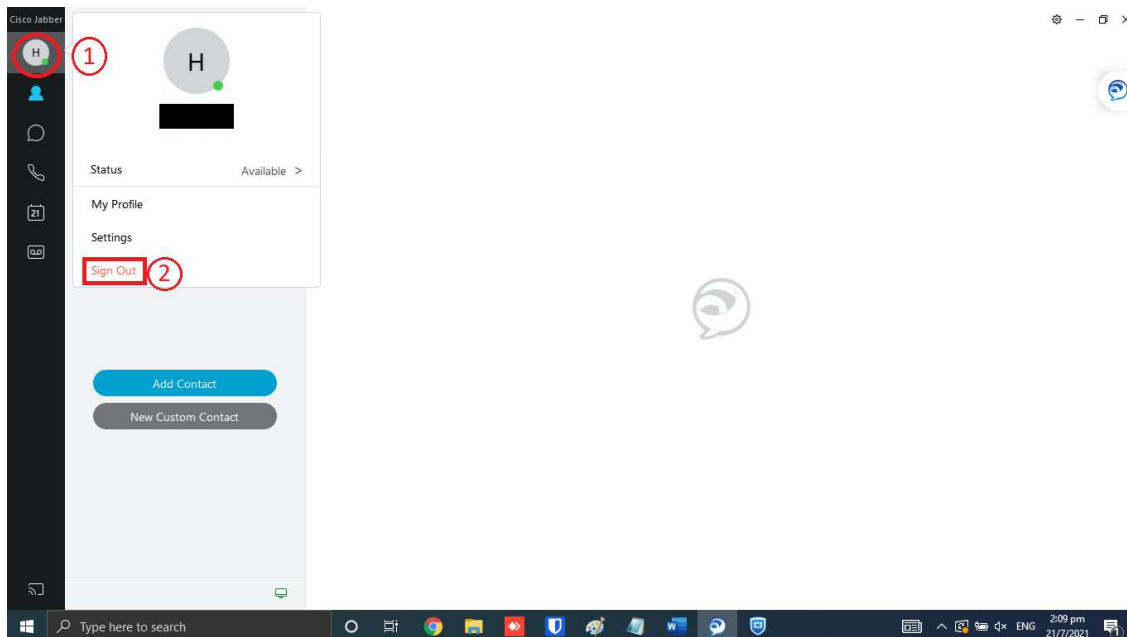 Cisco Jabber
H
1
H
Status
Available >
My Profile
Settings
Sign Out
2
21
Add Contact
New Custom Contact
Type here to search
W
ENG
2:09 pm
21/7/2021
1